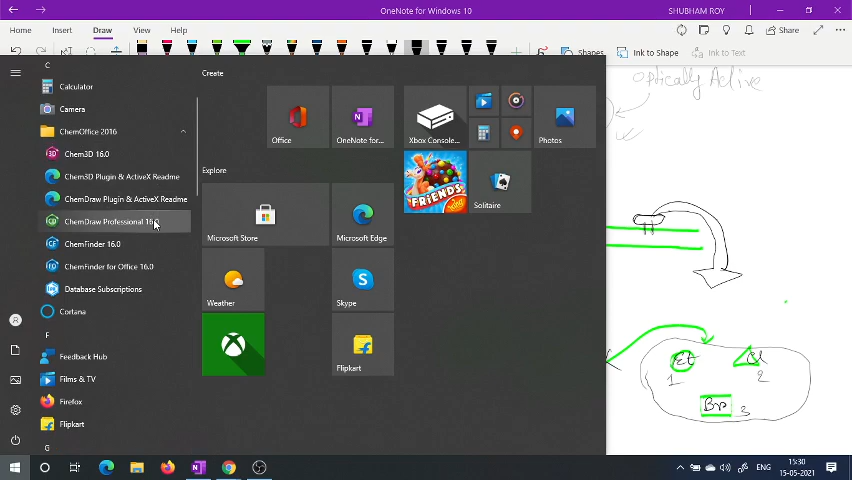 OneNote for Windows 10
SHUBHAM ROY
Home
Insert
Draw
View
Help
Share
Shapes
Ink to Shape
Ink to Text
C
Calculator
Camera
ChemOffice 2016
Chem3D 16.0
Chem3D Plugin & ActiveX Readme
ChemDraw Plugin & ActiveX Readme
ChemDraw Professional 16.0
ChemFinder 16.0
ChemFinder for Office 16.0
Database Subscriptions
Cortana
F
Feedback Hub
Films & TV
Firefox
Flipkart
G
Create
Office
OneNote for...
Xbox Console...
Photos
Explore
FRIENDS
Solitaire
Microsoft Store
Microsoft Edge
Weather
Skype
Flipkart
Optically Active
Et
1
Cl
2
Br
3
ENG
15:30
15-05-2021